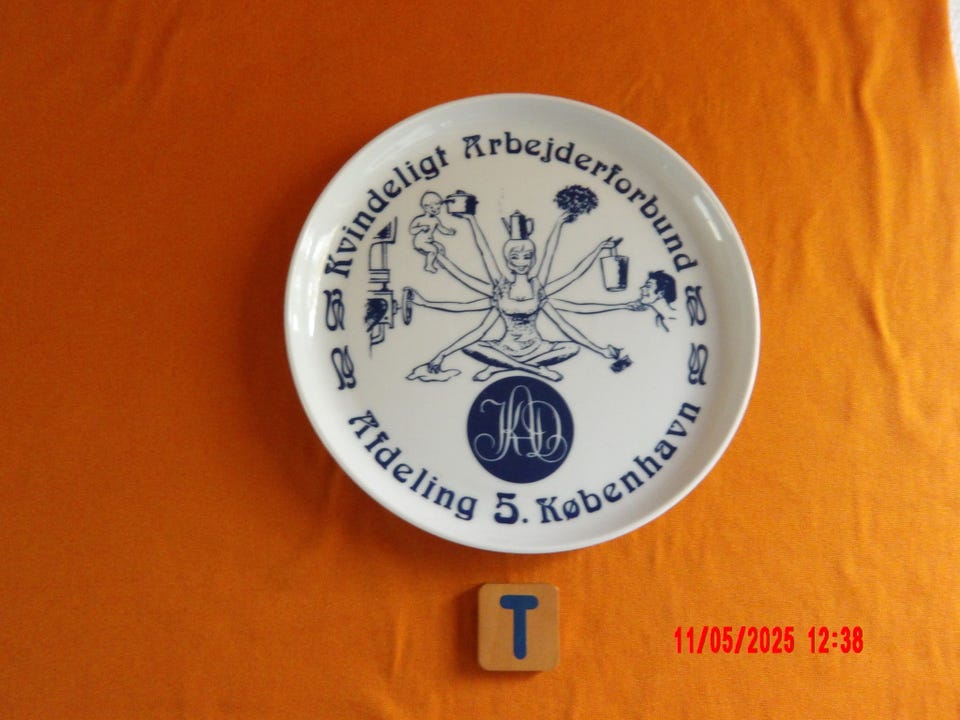 Kvindeligt Arbejderforbund
KAD
Afdeling 5. København
T
11/05/2025 12:38